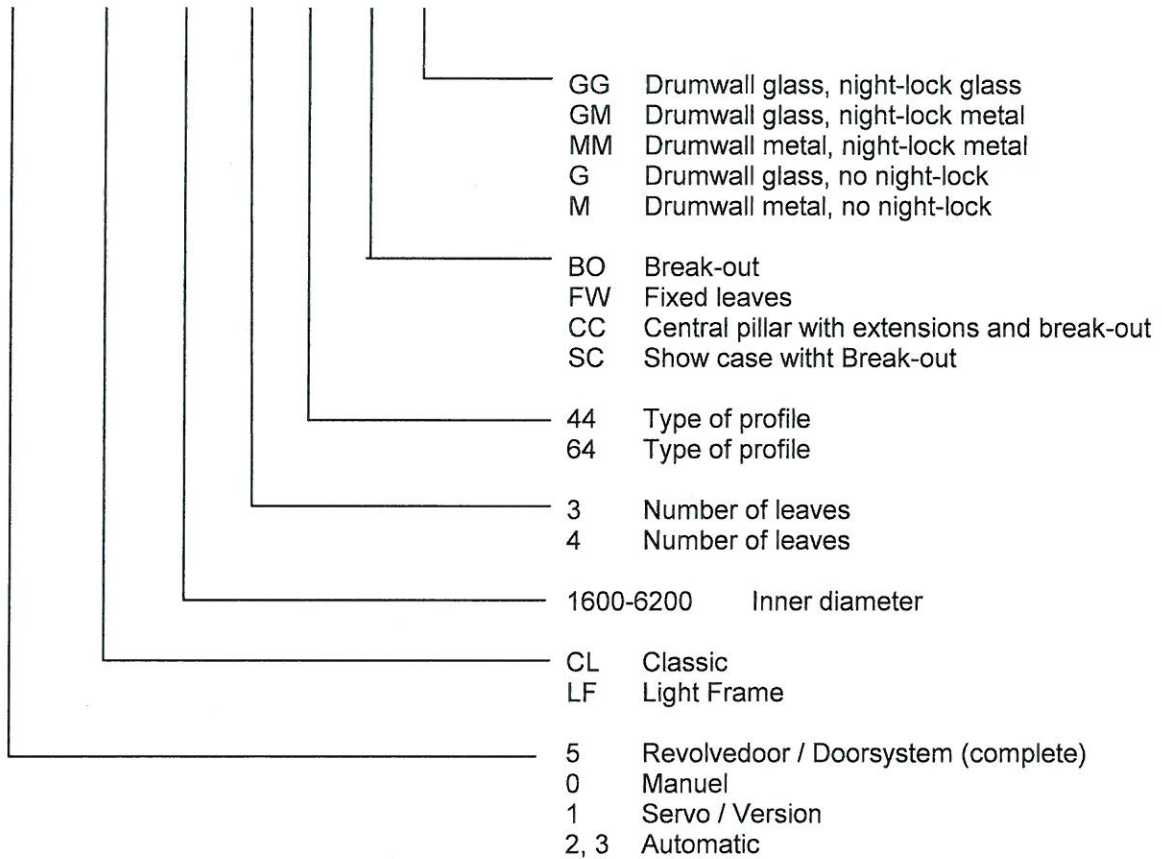 GG Drumwall glass, night-lock glass
GM Drumwall glass, night-lock metal
MM Drumwall metal, night-lock metal
G Drumwall glass, no night-lock
M Drumwall metal, no night-lock
BO Break-out
FW Fixed leaves
CC Central pillar with extensions and break-out
SC Show case witht Break-out
44 Type of profile
64 Type of profile
3 Number of leaves
4 Number of leaves
1600-6200 Inner diameter
CL Classic
LF Light Frame
5 Revolvedoor / Doorsystem (complete)
0 Manuel
1 Servo / Version
2, 3 Automatic